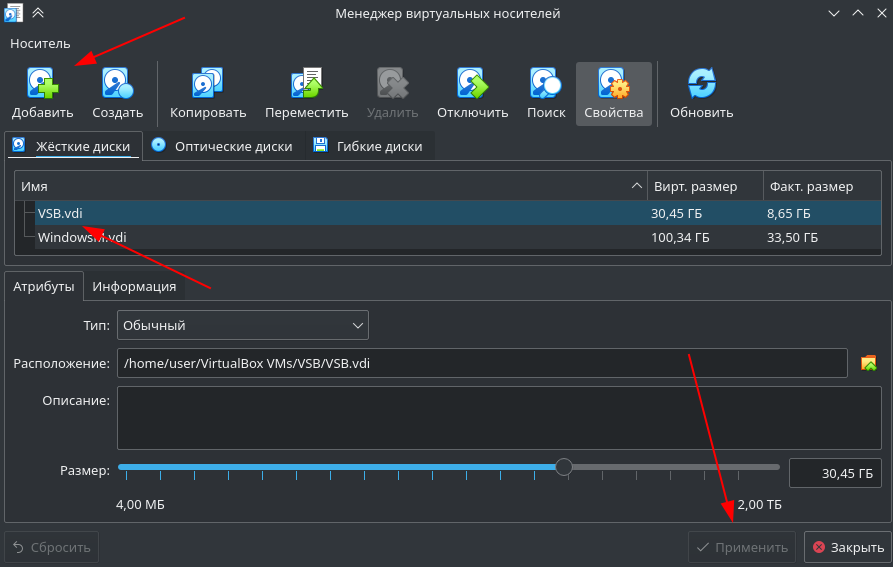 Менеджер виртуальных носителей
Носитель
Добавить Создать Копировать Переместить Удалить Отключить Поиск Свойства Обновить
Жёсткие диски Оптические диски Гибкие диски
Имя Вирт. размер Факт. размер
VSB.vdi 30,45 ГБ 8,65 ГБ
100,34 ГБ 33,50 ГБ
Атрибуты Информация
Тип: Обычный
Расположение: /home/user/VirtualBox VMs/VSB/VSB.vdi
Описание:
Размер: 30,45 ГБ
4,00 МБ 2,00 ТБ
Сбросить Применить Закрыть